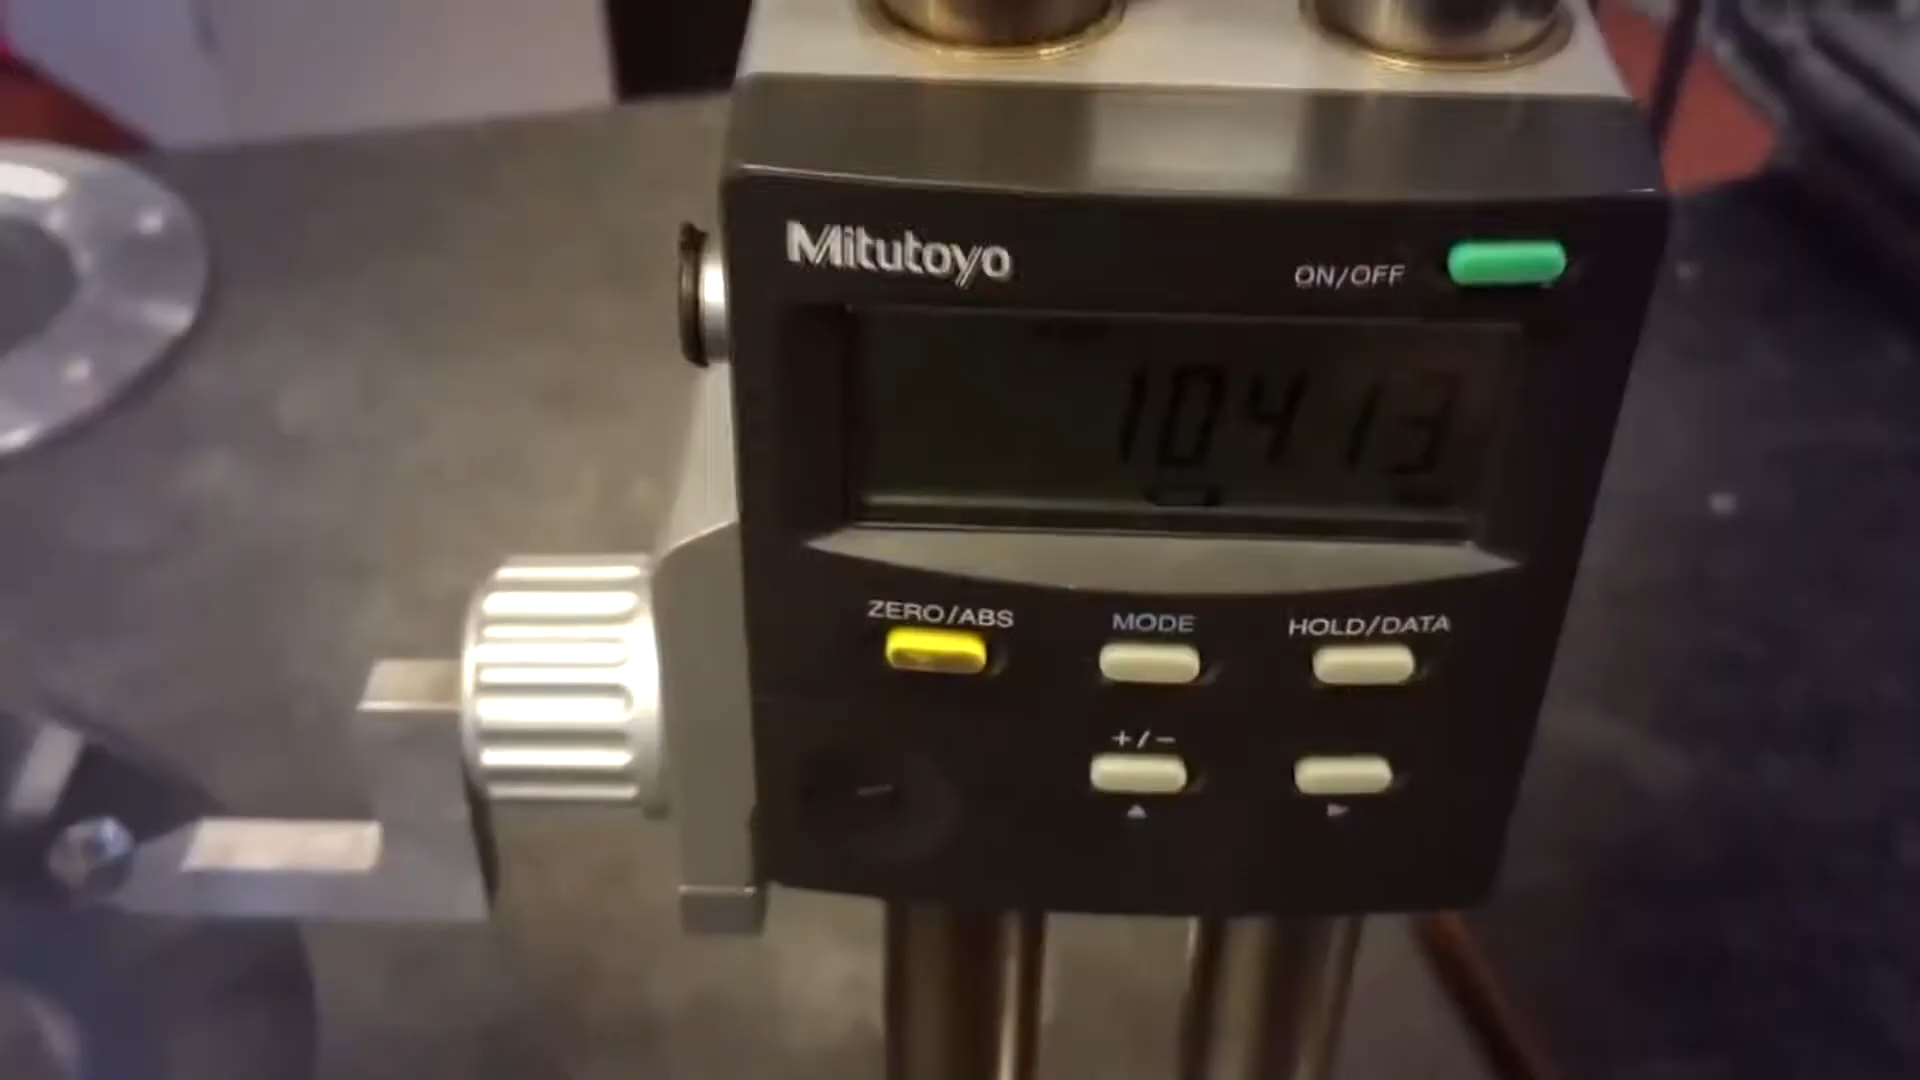 Mitutoyo
ON/OFF
104.13
ZERO/ABS
MODE
HOLD/DATA
+/-